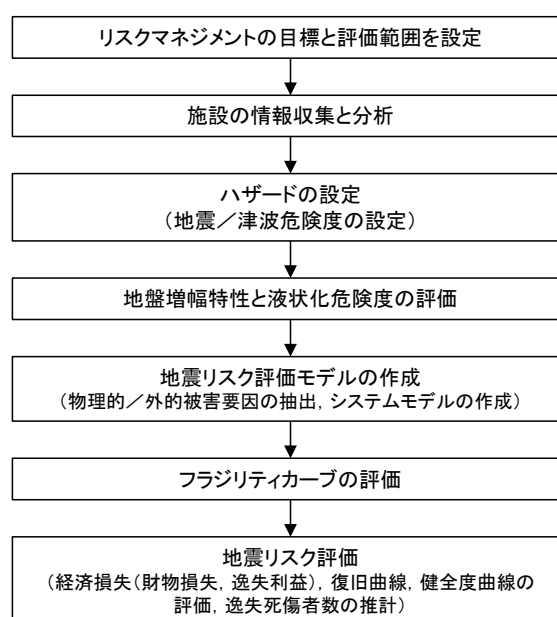 リスクマネジメントの目標と評価範囲を設定
施設の情報収集と分析
ハザードの設定
(地震／津波危険度の設定)
地盤増幅特性と液状化危険度の評価
地震リスク評価モデルの作成
(物理的／外的被害要因の抽出, システムモデルの作成)
フラジリティカーブの評価
地震リスク評価
(経済損失(財物損失, 逸失利益), 復旧曲線, 健全度曲線の
評価, 逸失死傷者数の推計)